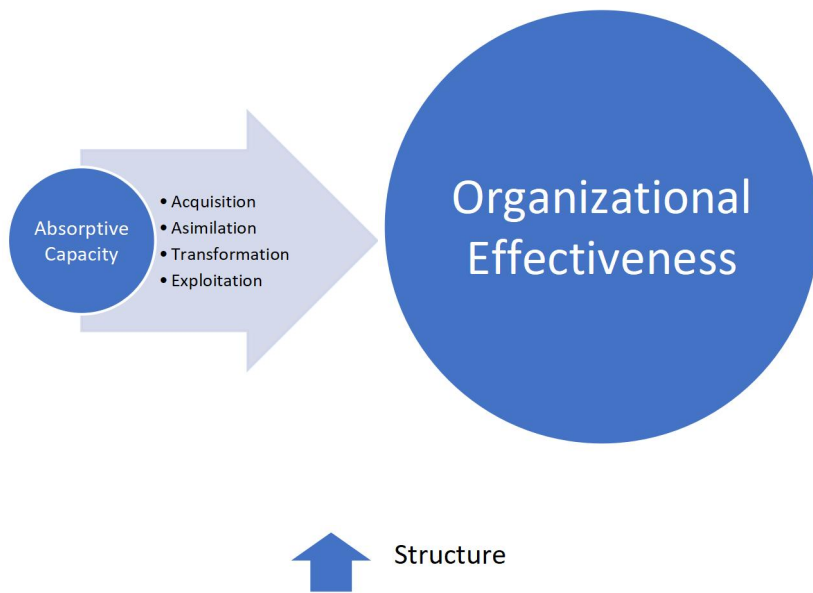 Absorptive
Capacity
• Acquisition
• Asimilation
• Transformation
• Exploitation
Organizational
Effectiveness
Structure